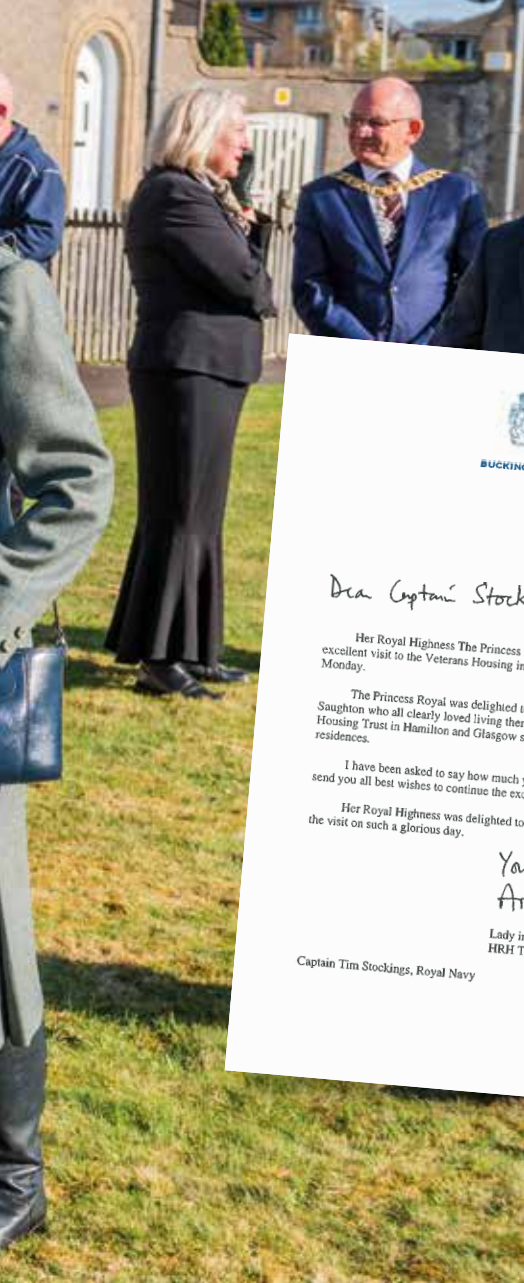 BUCKING
Dear Captain Stock
Her Royal Highness The Princess
excellent visit to the Veterans Housing in
Monday.
The Princess Royal was delighted t
Saughton who all clearly loved living ther
Housing Trust in Hamilton and Glasgow s
residences.
I have been asked to say how much y
send you all best wishes to continue the exc
Her Royal Highness was delighted to
the visit on such a glorious day.
You
An
Lady in
HRH T
Captain Tim Stockings, Royal Navy